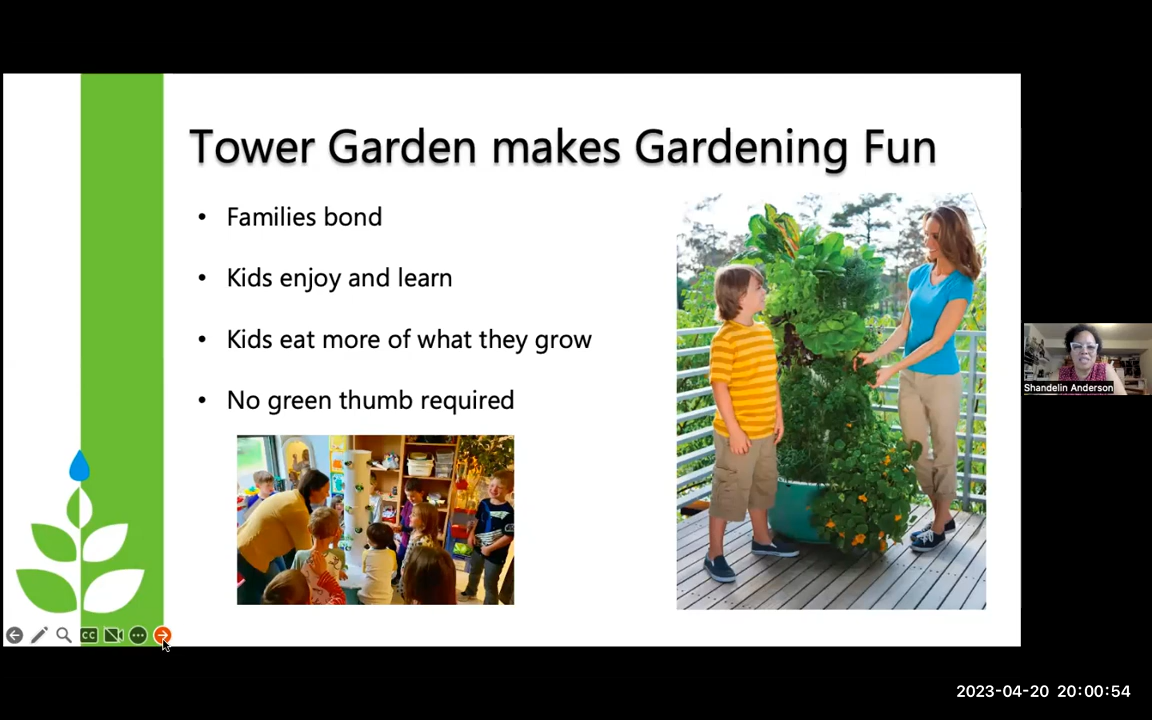 Tower Garden makes Gardening Fun
• Families bond
• Kids enjoy and learn
• Kids eat more of what they grow
• No green thumb required
CC
Shandelin Anderson
2023-04-20 20:00:54